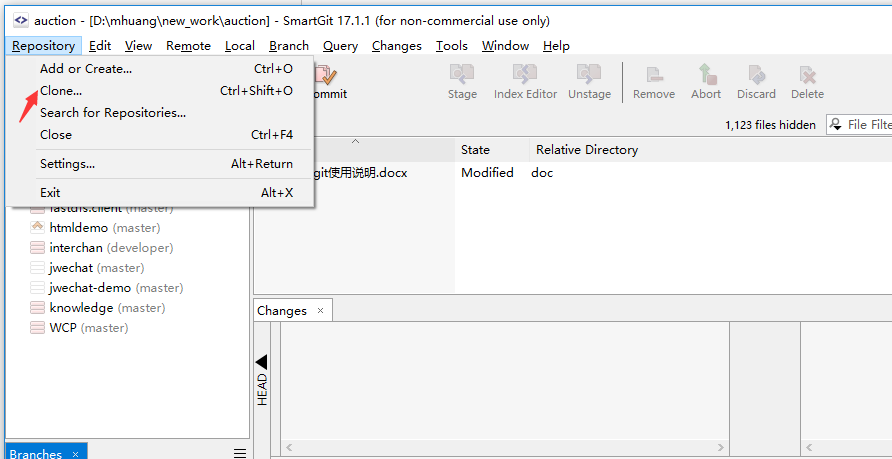 auction - [D:\mhuang\new_work\auction] - SmartGit 17.1.1 (for non-commercial use only)
Repository Edit View Remote Local Branch Query Changes Tools Window Help
Add or Create... Ctrl+O
Clone... Ctrl+Shift+O
Search for Repositories...
Close Ctrl+F4
Settings... Alt+Return
Exit Alt+X
ommit Stage Index Editor Unstage Remove Abort Discard Delete
1,123 files hidden File Filte
State Relative Directory
git使用说明.docx Modified doc
fastdfs.client (master)
htmldemo (master)
interchan (developer)
jwechat (master)
jwechat-demo (master)
knowledge (master)
WCP (master)
Changes ×
HEAD
Branches ×